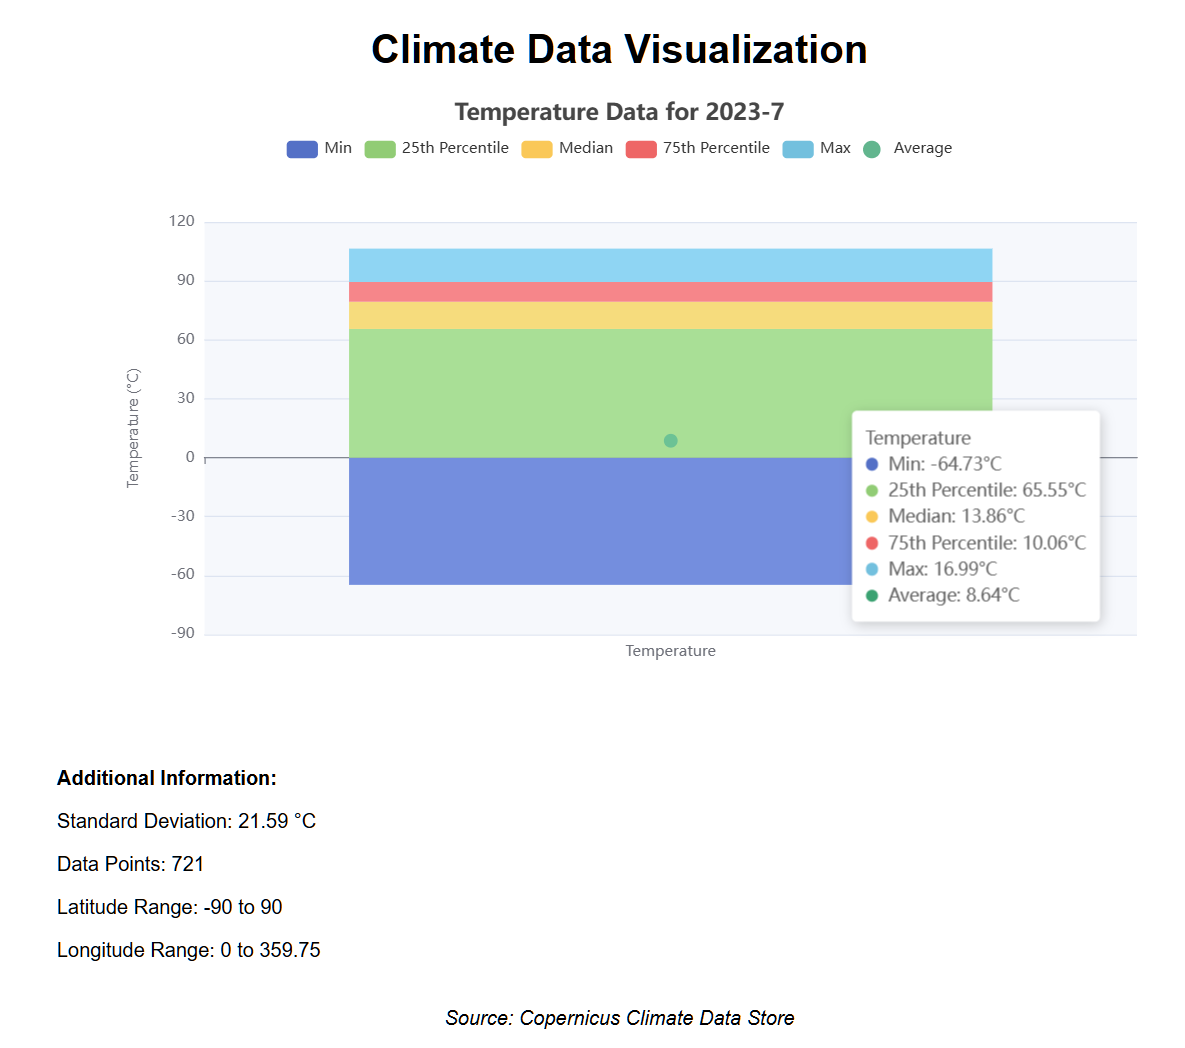 Climate Data Visualization
Temperature Data for 2023-7
Min 25th Percentile Median 75th Percentile Max Average
120
90
60
30
0
-30
-60
-90
Temperature (°C)
Temperature
Temperature
Min: -64.73°C
25th Percentile: 65.55°C
Median: 13.86°C
75th Percentile: 10.06°C
Max: 16.99°C
Average: 8.64°C
Additional Information:
Standard Deviation: 21.59 °C
Data Points: 721
Latitude Range: -90 to 90
Longitude Range: 0 to 359.75
Source: Copernicus Climate Data Store